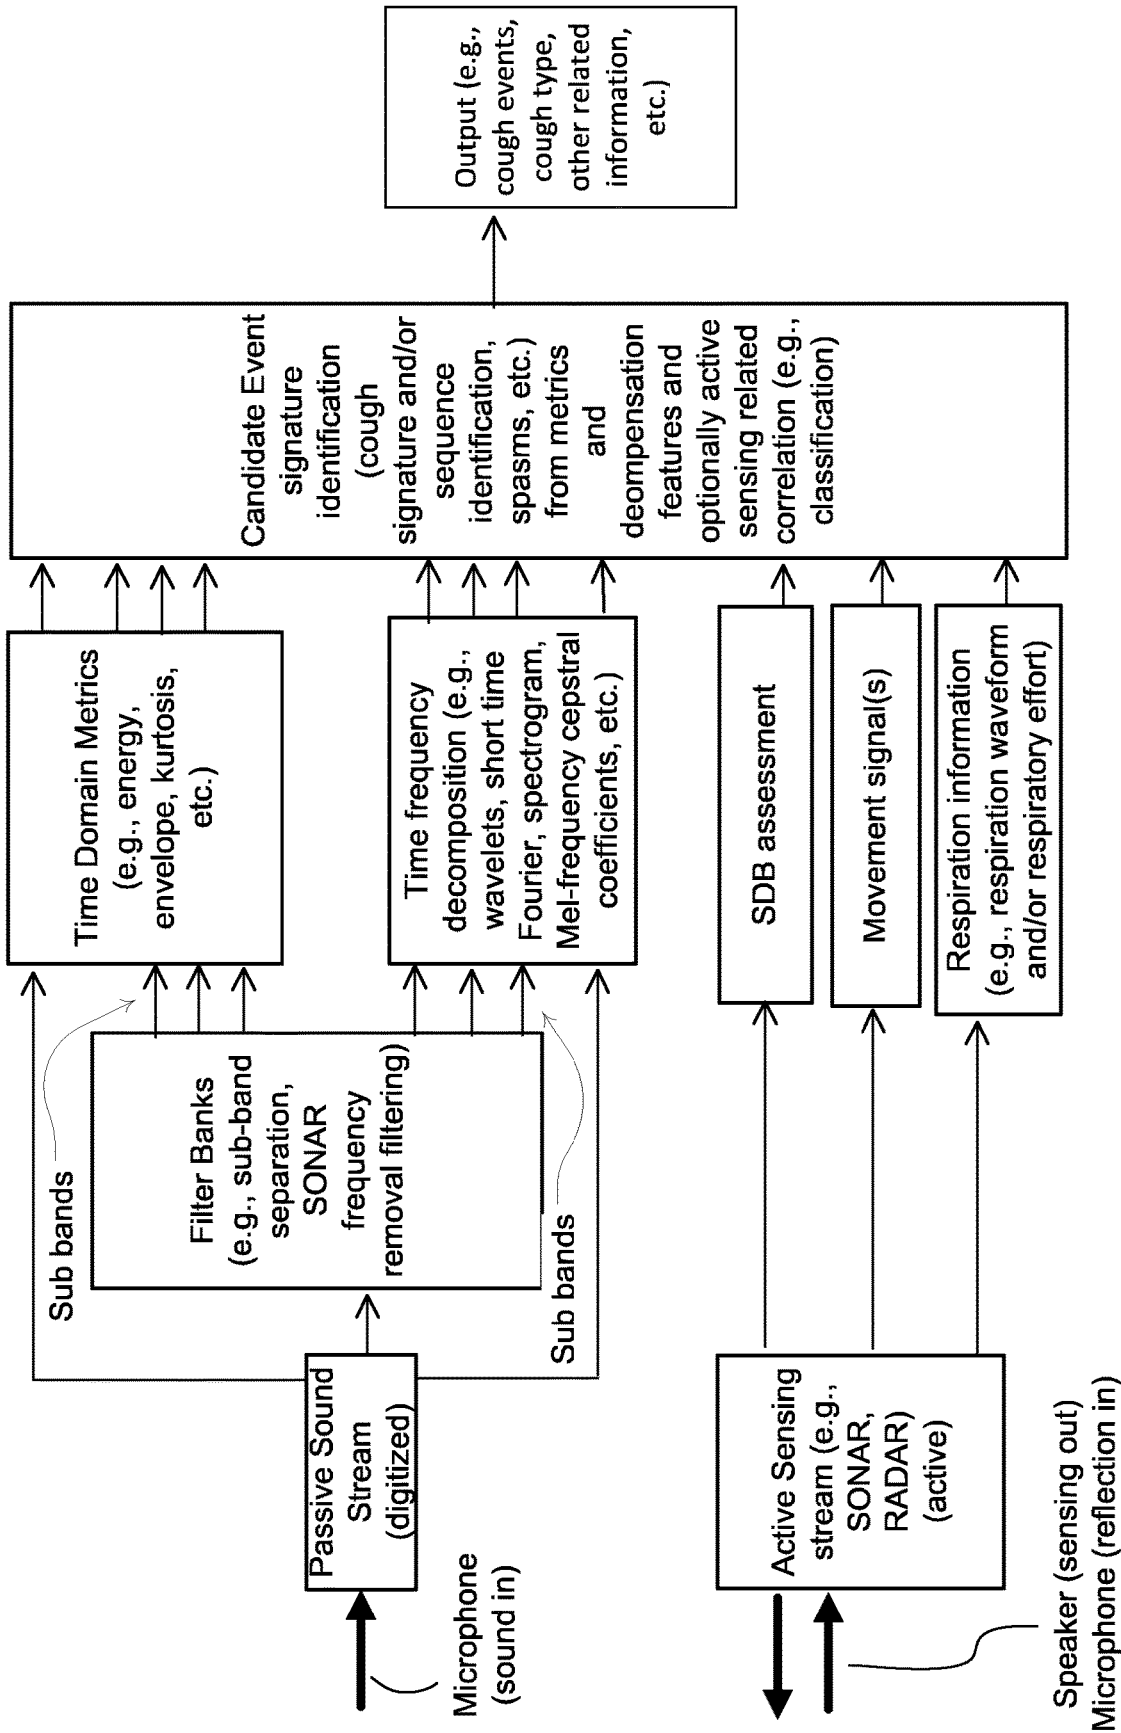 Microphone
(sound in)
Passive Sound
Stream
(digitized)
Sub bands
Filter Banks
(e.g., sub-band
separation,
SONAR
frequency
removal filtering)
Sub bands
Time Domain Metrics
(e.g., energy,
envelope, kurtosis,
etc.)
Time frequency
decomposition (e.g.,
wavelets, short time
Fourier, spectrogram,
Mel-frequency cepstral
coefficients, etc.)
Speaker (sensing out)
Microphone (reflection in)
Active Sensing
stream (e.g.,
SONAR,
RADAR)
(active)
SDB assessment
Movement signal(s)
Respiration information
(e.g., respiration waveform
and/or respiratory effort)
Candidate Event
signature
identification
(cough
signature and/or
sequence
identification,
spasms, etc.)
from metrics
and
deompensation
features and
optionally active
sensing related
correlation (e.g.,
classification)
Output (e.g.,
cough events,
cough type,
other related
information,
etc.)